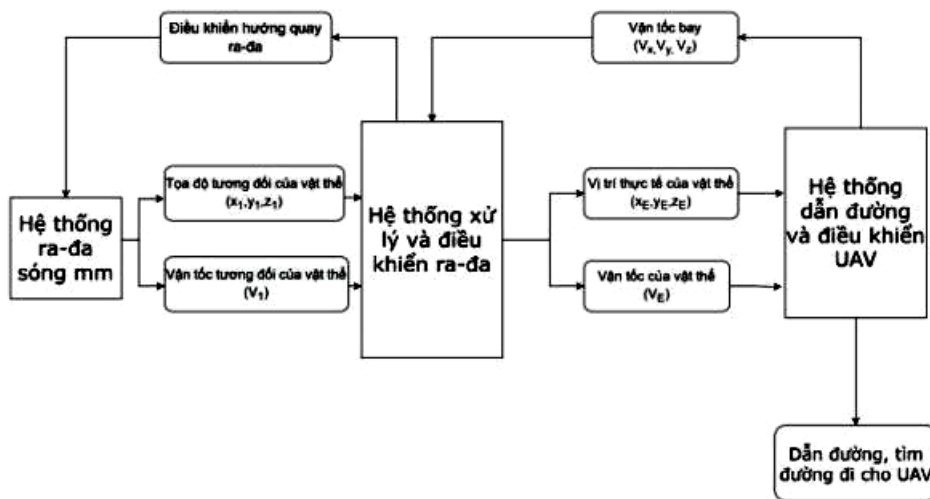 Điều khiển hướng quay
ra-đa
Vận tốc bay
(Vx,Vy, Vz)
Tọa độ tương đối của vật thể
(x1,y1,z1)
Vị trí thực tế của vật thể
(xE,yE,zE)
Hệ thống
ra-đa
sóng mm
Hệ thống xử
lý và điều
khiển ra-đa
Hệ thống
dẫn đường
và điều khiển
UAV
Vận tốc tương đối của vật thể
(V1)
Vận tốc của vật thể
(VE)
Dẫn đường, tìm
đường đi cho UAV